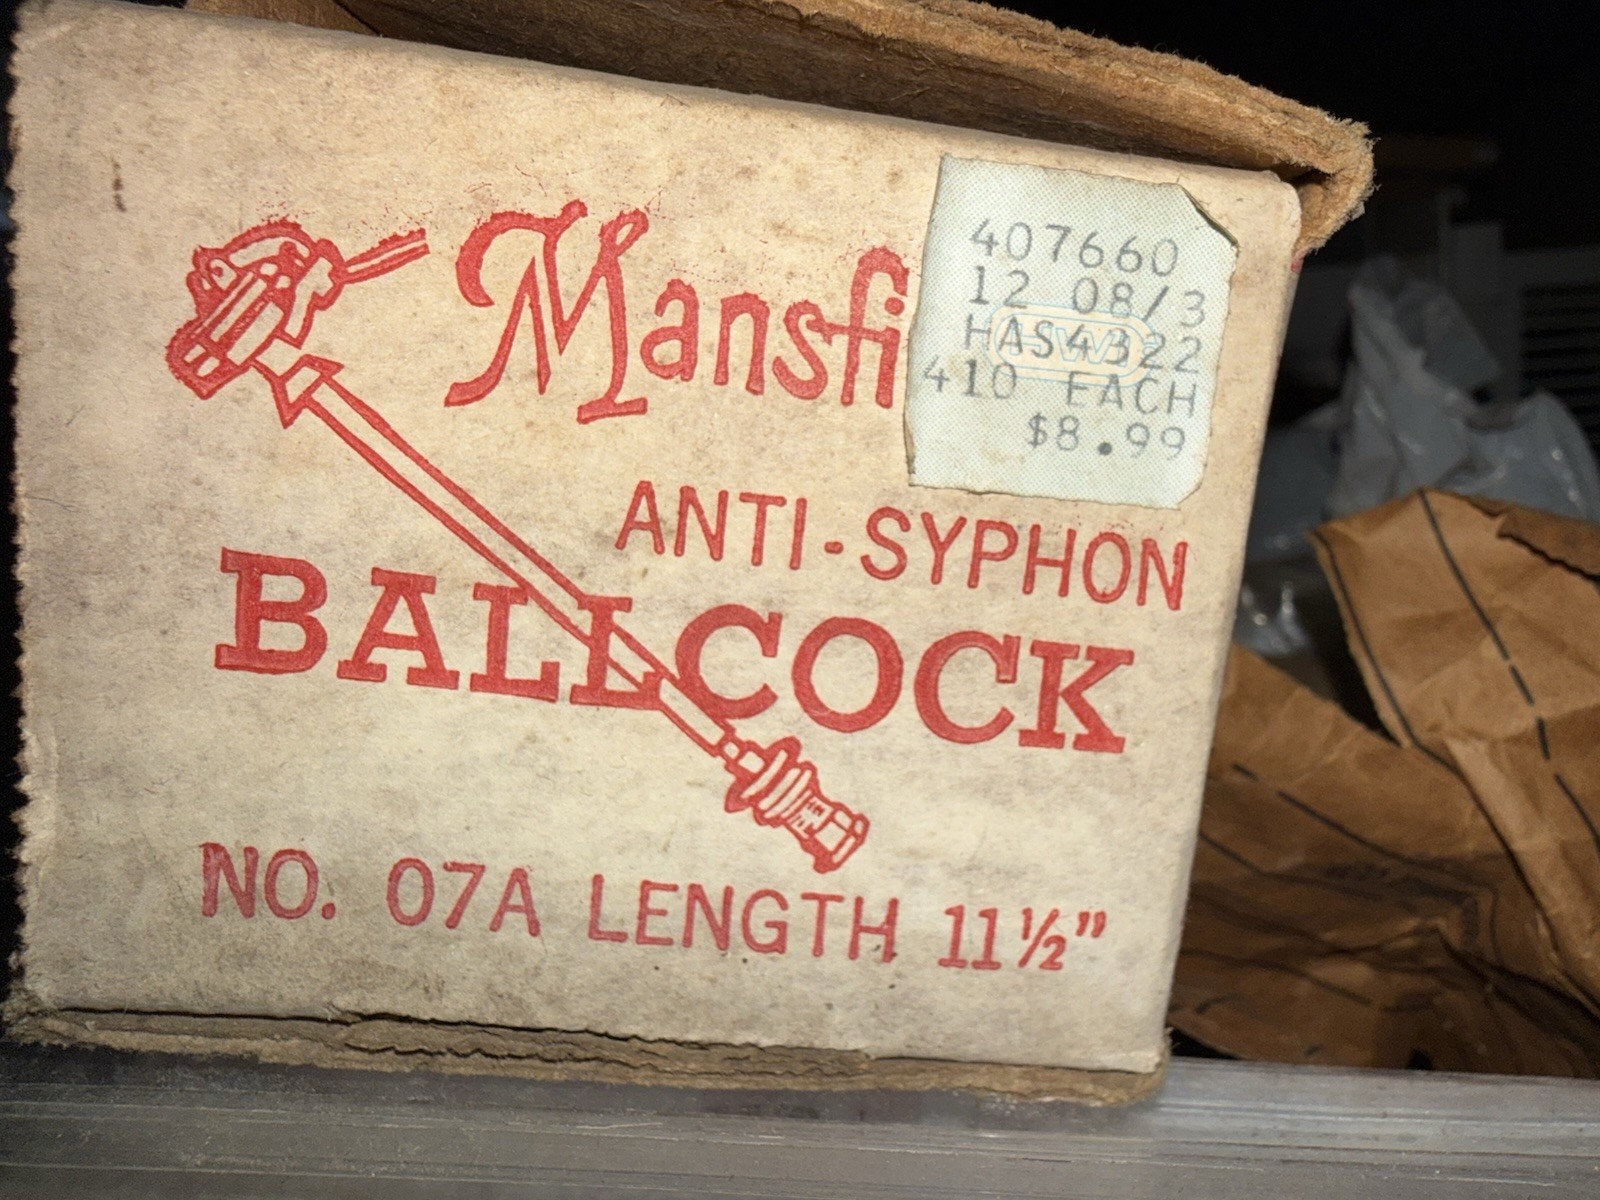 Mansfi
407660
12 08/3
HAS4322
410 EACH
$8.99
ANTI-SYPHON
BALLCOCK
NO. 07A LENGTH 11½"